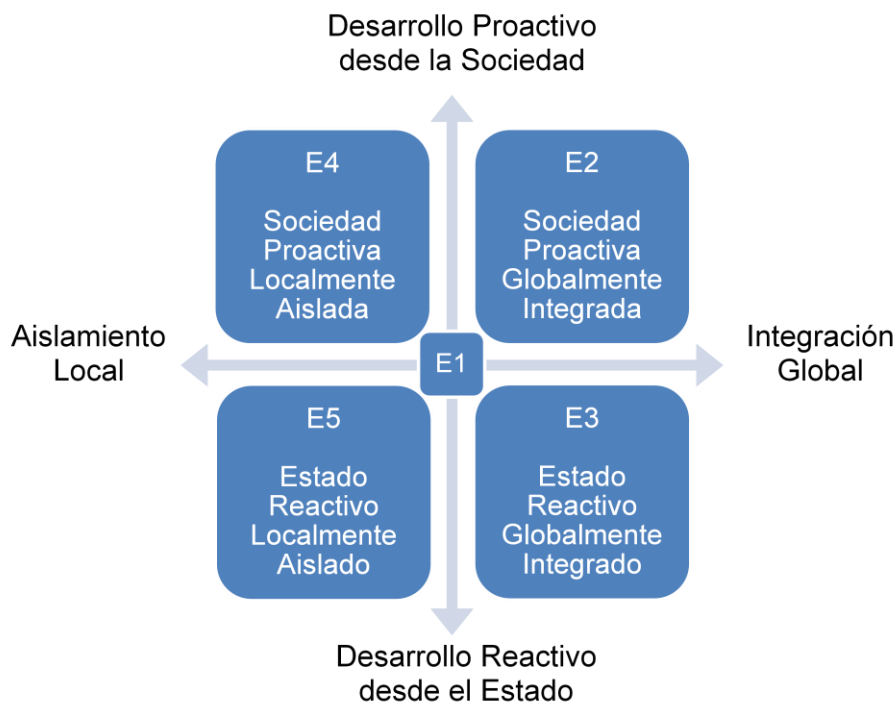 Desarrollo Proactivo
desde la Sociedad
E4
Sociedad
Proactiva
Localmente
Aislada
E2
Sociedad
Proactiva
Globalmente
Integrada
Aislamiento
Local
E1
Integración
Global
E5
Estado
Reactivo
Localmente
Aislado
E3
Estado
Reactivo
Globalmente
Integrado
Desarrollo Reactivo
desde el Estado